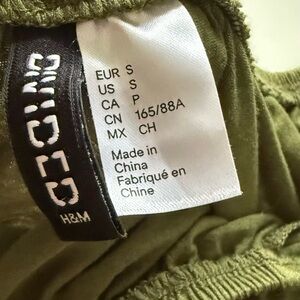 DIVIDED
H&M
EUR S
US S
CA P
CN 165/88A
MX CH
Made in
China
Fabriqué en
Chine